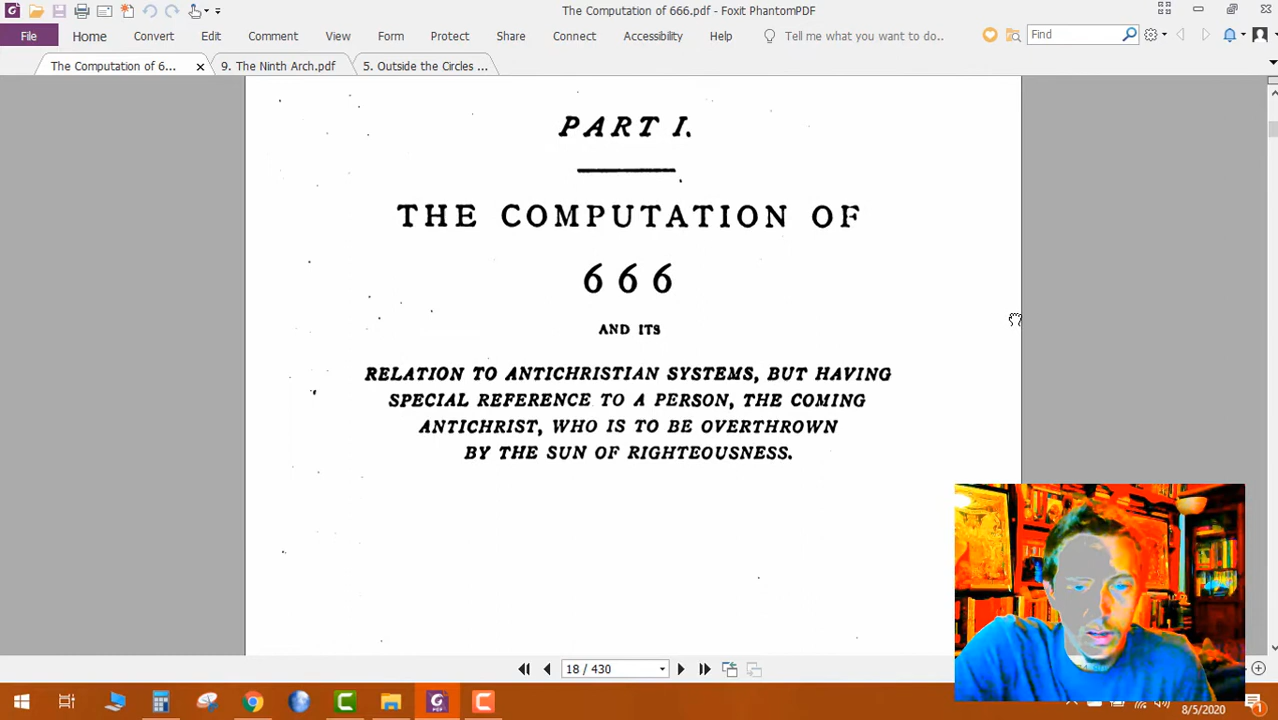 The Computation of 666.pdf - Foxit PhantomPDF
File Home Convert Edit Comment View Form Protect Share Connect Accessibility Help Tell me what you want to do.. Find
The Computation of 6... 9. The Ninth Arch.pdf 5. Outside the Circles ...
PART I.
THE COMPUTATION OF
666
AND ITS
RELATION TO ANTICHRISTIAN SYSTEMS, BUT HAVING
SPECIAL REFERENCE TO A PERSON, THE COMING
ANTICHRIST, WHO IS TO BE OVERTHROWN
BY THE SUN OF RIGHTEOUSNESS.
18 / 430
8/5/2020